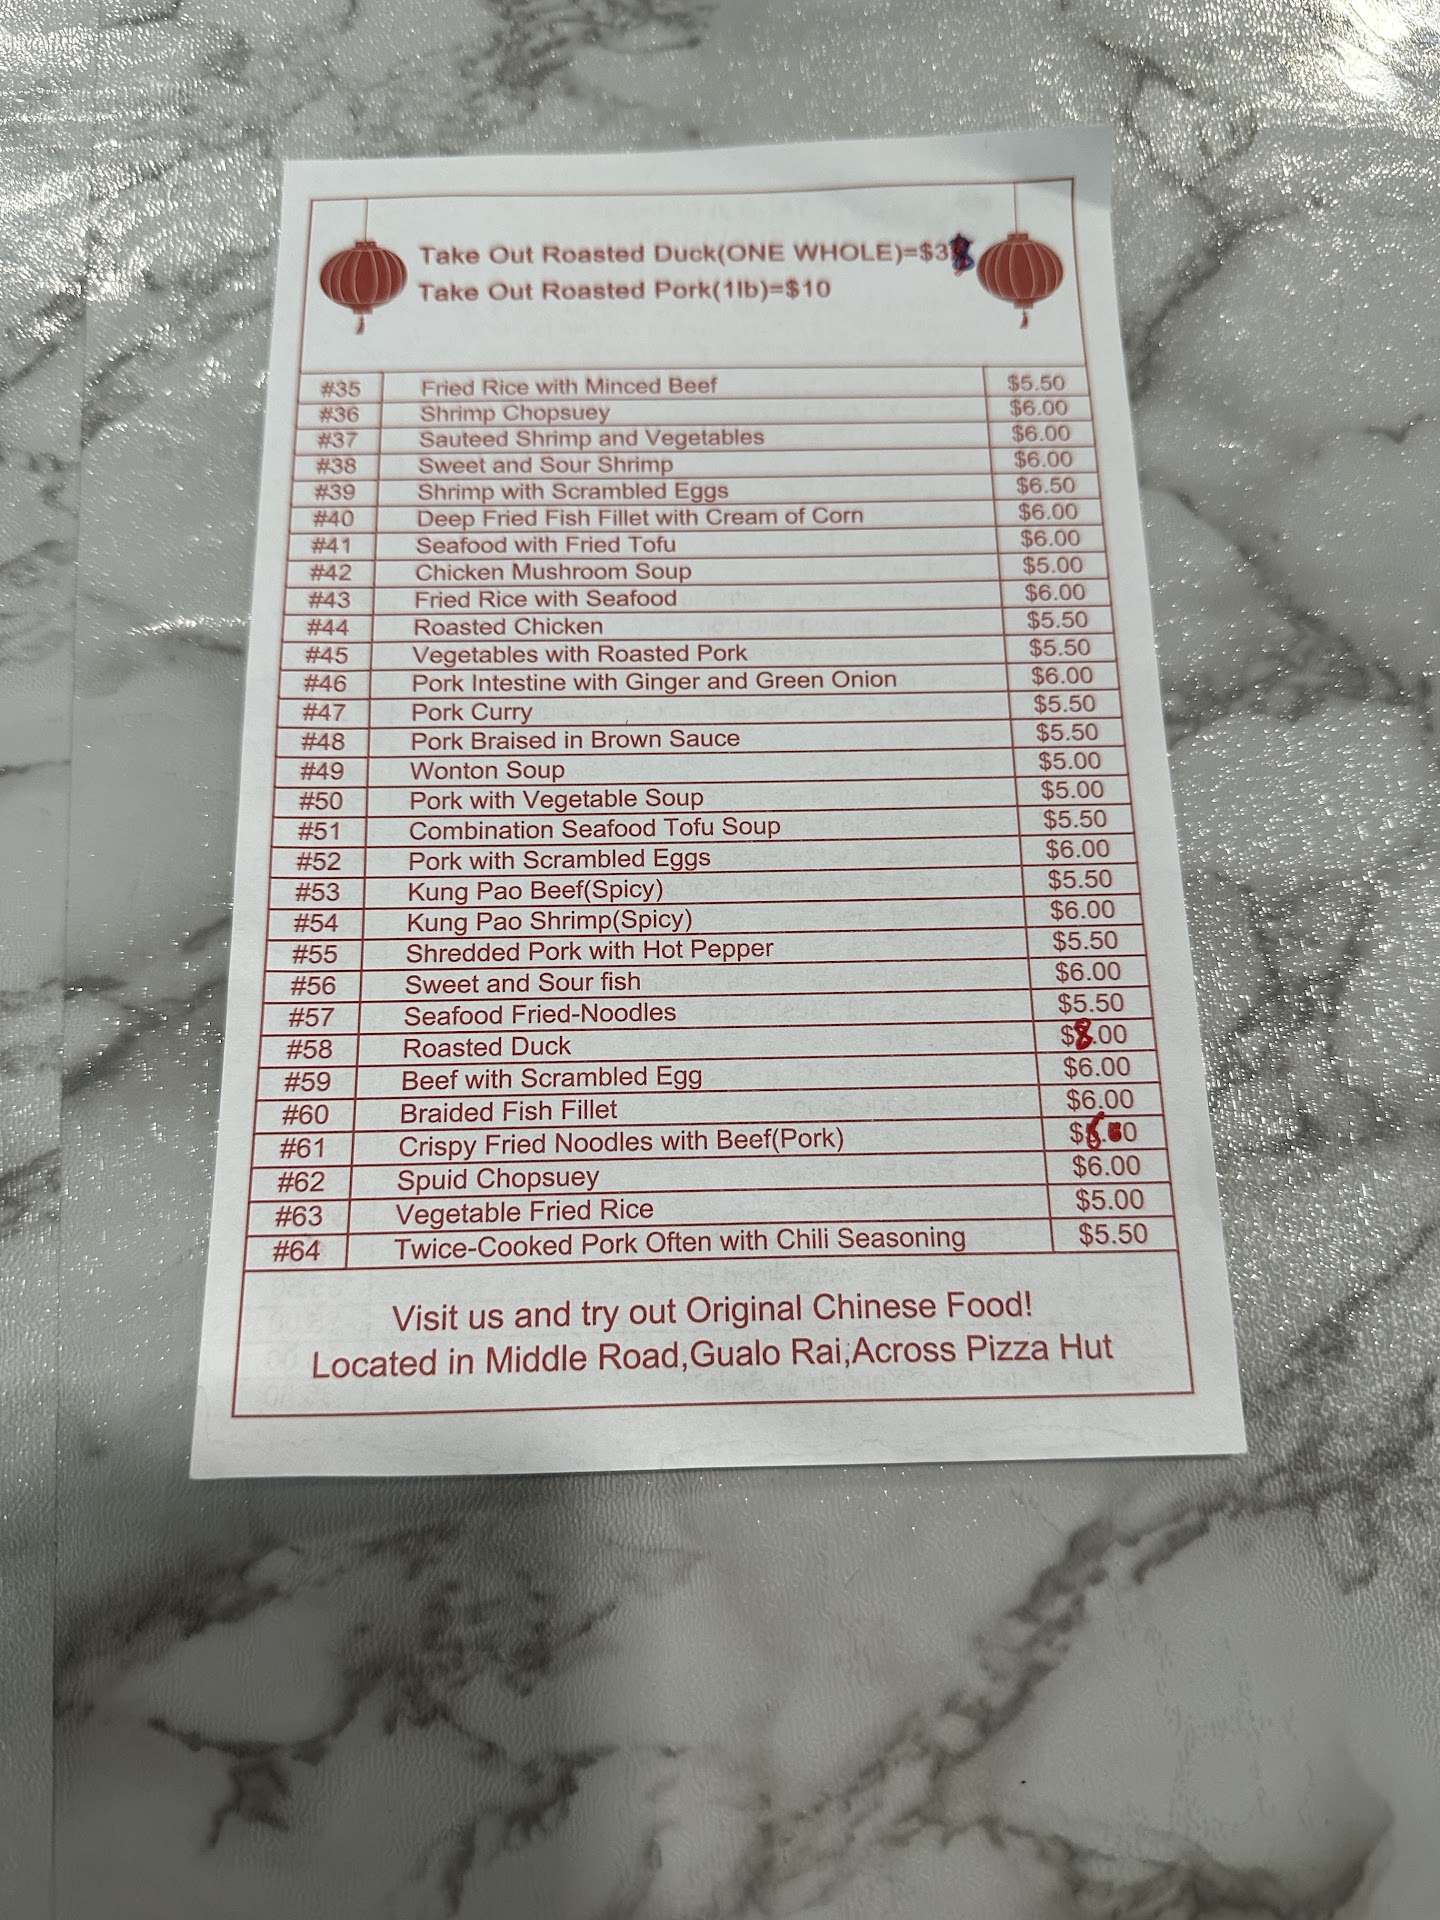 Take Out Roasted Duck(ONE WHOLE)=$38
Take Out Roasted Pork(1lb)=$10
#35 Fried Rice with Minced Beef $5.50
#36 Shrimp Chopsuey $6.00
#37 Sauteed Shrimp and Vegetables $6.00
#38 Sweet and Sour Shrimp $6.00
#39 Shrimp with Scrambled Eggs $6.50
#40 Deep Fried Fish Fillet with Cream of Corn $6.00
#41 Seafood with Fried Tofu $6.00
#42 Chicken Mushroom Soup $5.00
#43 Fried Rice with Seafood $6.00
#44 Roasted Chicken $5.50
#45 Vegetables with Roasted Pork $5.50
#46 Pork Intestine with Ginger and Green Onion $6.00
#47 Pork Curry $5.50
#48 Pork Braised in Brown Sauce $5.50
#49 Wonton Soup $5.00
#50 Pork with Vegetable Soup $5.00
#51 Combination Seafood Tofu Soup $5.50
#52 Pork with Scrambled Eggs $6.00
#53 Kung Pao Beef(Spicy) $5.50
#54 Kung Pao Shrimp(Spicy) $6.00
#55 Shredded Pork with Hot Pepper $5.50
#56 Sweet and Sour fish $6.00
#57 Seafood Fried-Noodles $5.50
#58 Roasted Duck $8.00
#59 Beef with Scrambled Egg $6.00
#60 Braided Fish Fillet $6.00
#61 Crispy Fried Noodles with Beef(Pork) $6.00
#62 Spuid Chopsuey $6.00
#63 Vegetable Fried Rice $5.00
#64 Twice-Cooked Pork Often with Chili Seasoning $5.50
Visit us and try out Original Chinese Food!
Located in Middle Road,Gualo Rai,Across Pizza Hut